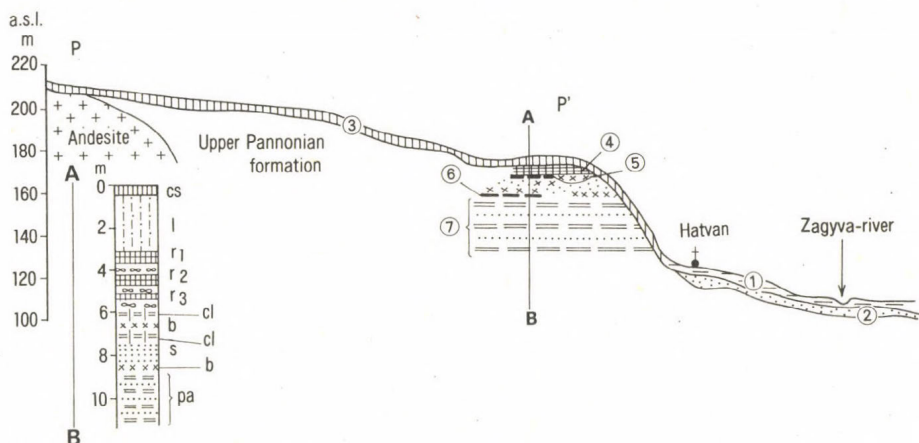 a.s.l.
m
P
220
200
180
160
140
120
100
Andesite
Upper Pannonian
formation
③
A
P'
④
⑤
⑥
⑦
B
Hatvan
①
Zagyva-river
②
A
m
0
2
4
6
8
10
cs
l
r1
r2
r3
cl
b
cl
s
b
pa
B